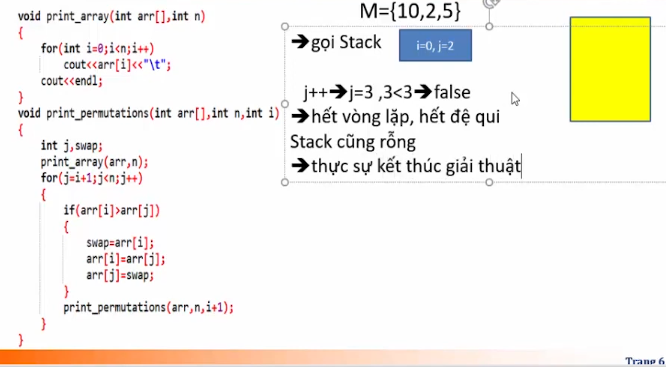 void print_array(int arr[],int n)
{
for(int i=0;i<n;i++)
cout<<arr[i]<<"\t";
cout<<endl;
}
void print_permutations(int arr[],int n,int i)
{
int j,swap;
print_array(arr,n);
for(j=i+1;j<n;j++)
{
if(arr[i]>arr[j])
{
swap=arr[i];
arr[i]=arr[j];
arr[j]=swap;
}
print_permutations(arr,n,i+1);
}
}
M={10,2,5}
➔gọi Stack
i=0, j=2
j++➔j=3 ,3<3➔false
➔hết vòng lặp, hết đệ qui
Stack cũng rỗng
➔thực sự kết thúc giải thuật
Trang 6